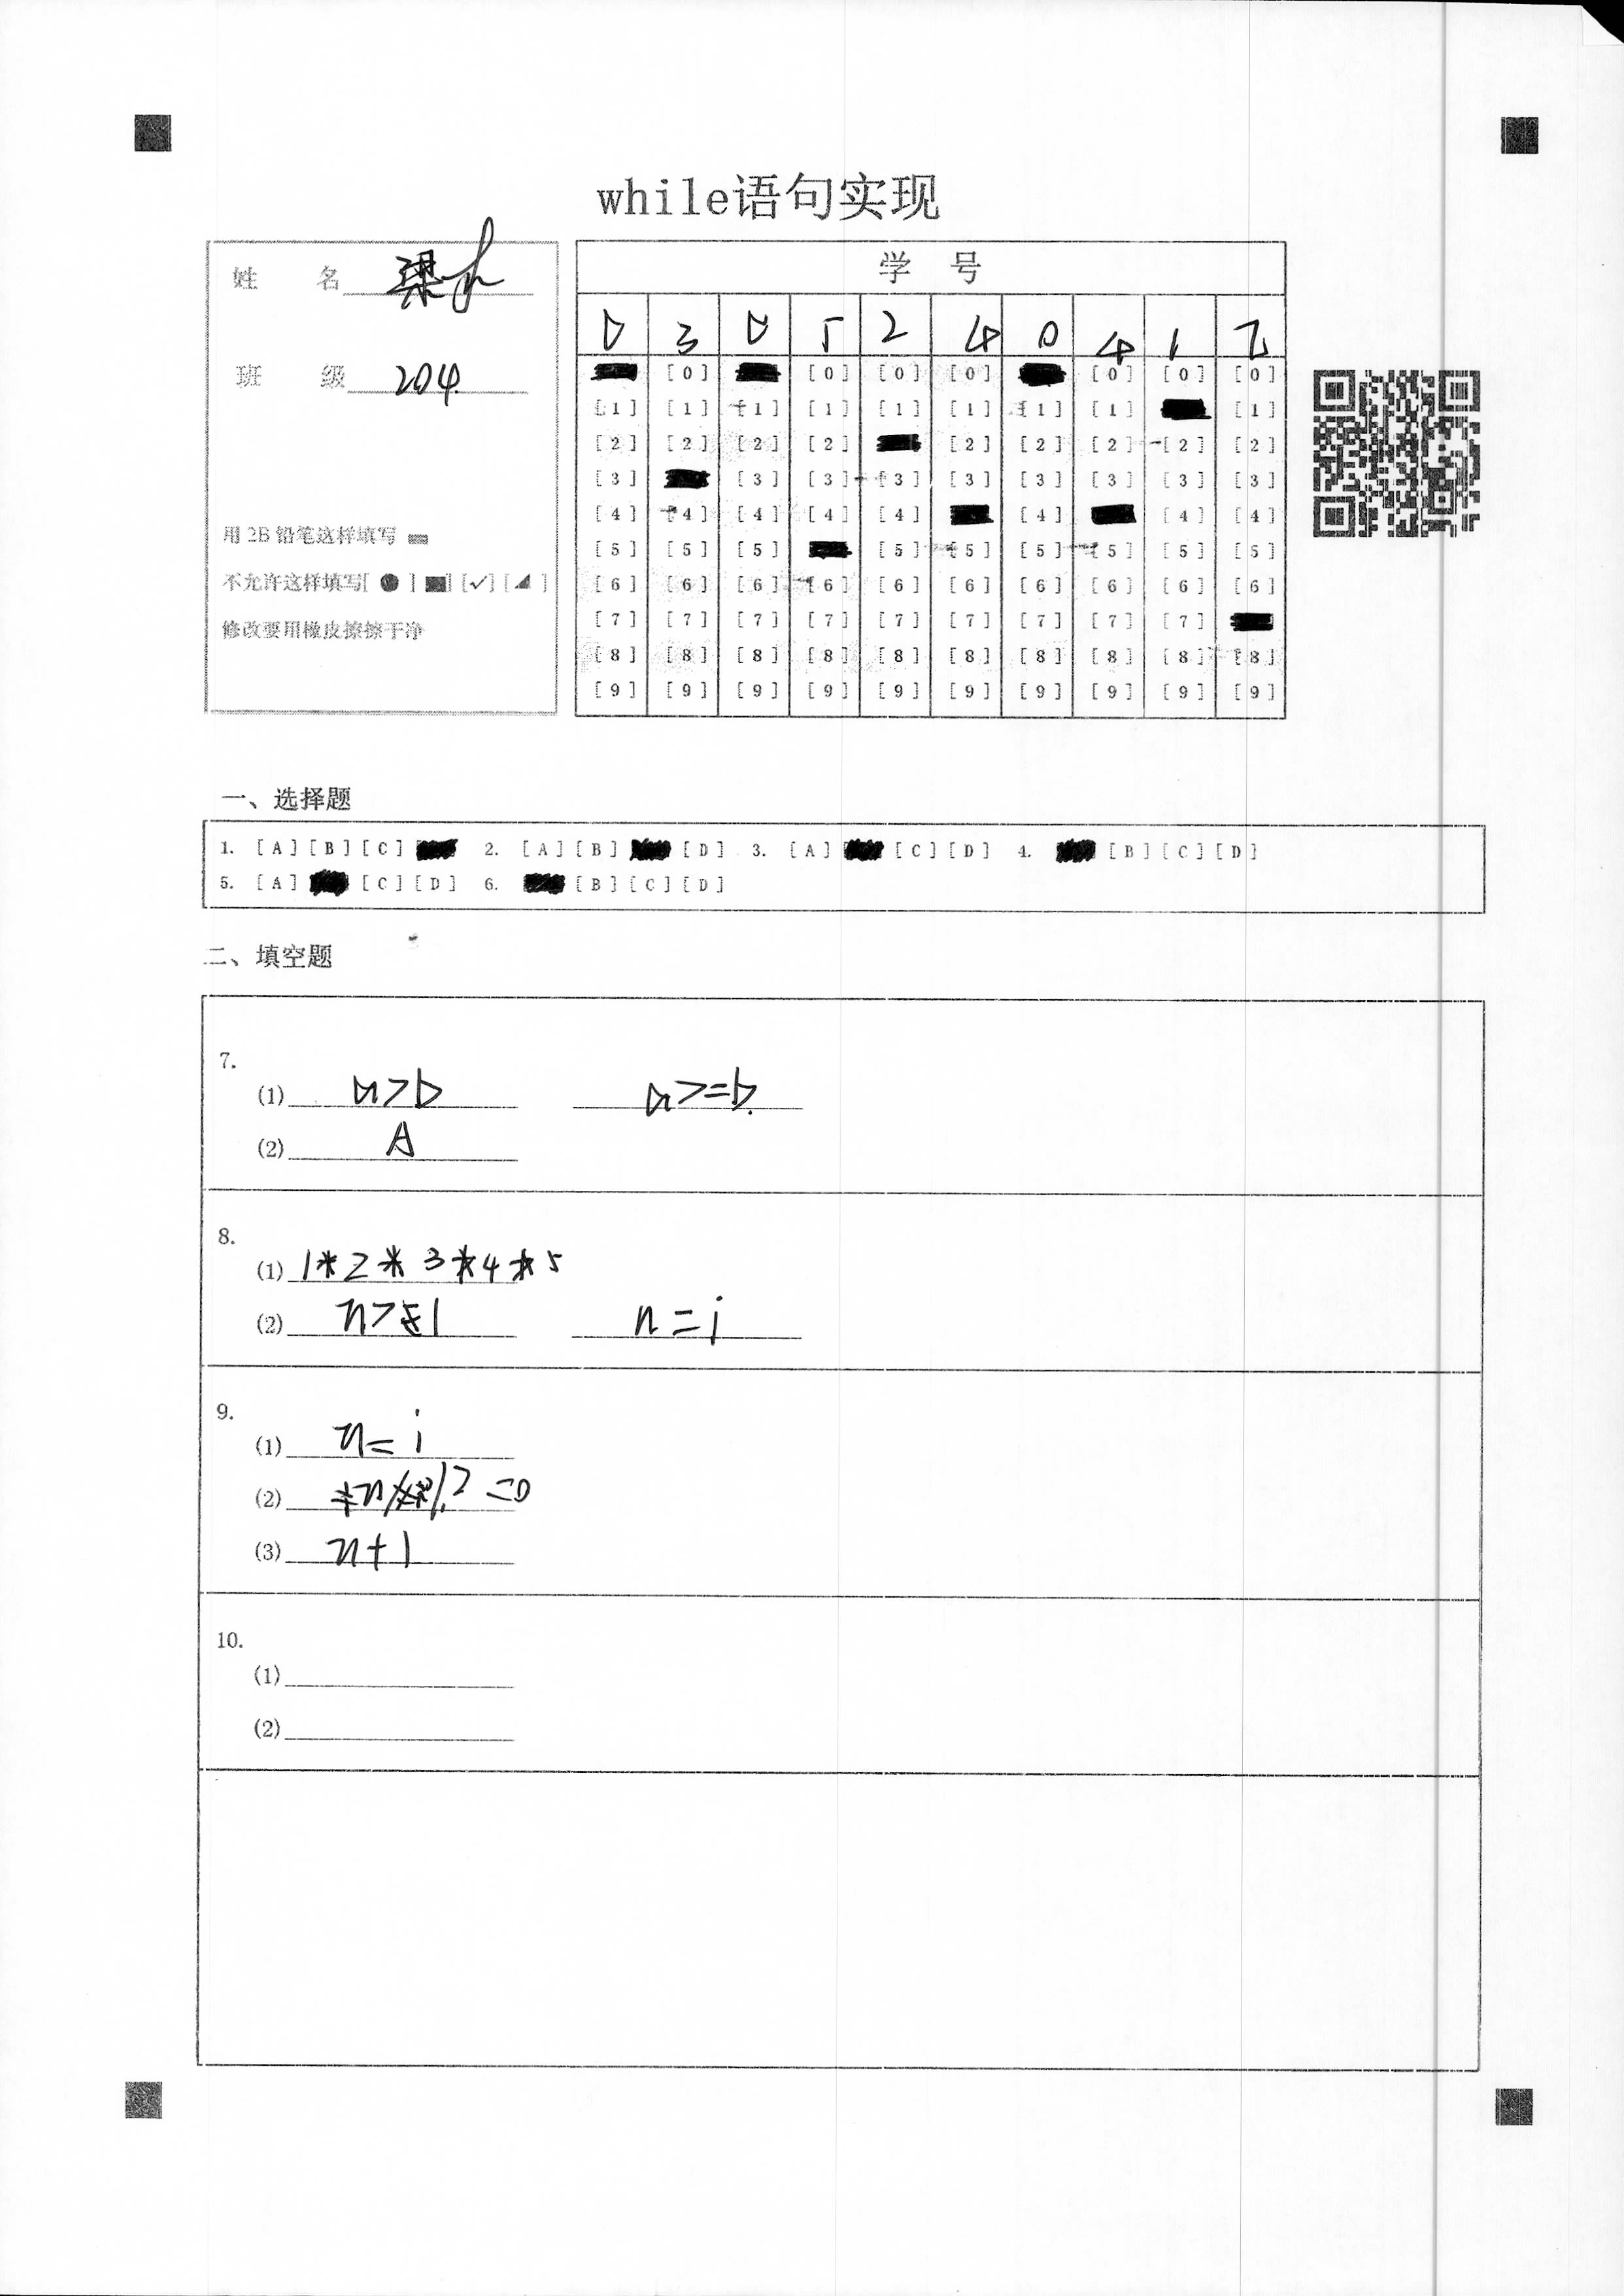 while语句实现
姓 名 梁
班 级 204
用 2B 铅笔这样填写
不允许这样填写[ ● ] [■] [✓] [◢ ]
修改要用橡皮擦擦干净
学 号
0 3 0 5 2 4 0 4 1 7
[0] [0] [0] [0] [0] [0] [0]
[1] [1] [1] [1] [1] [1] [1] [1] [1]
[2] [2] [2] [2] [2] [2] [2] [2] [2]
[3] [3] [3] [3] [3] [3] [3] [3] [3]
[4] [4] [4] [4] [4] [4] [4] [4]
[5] [5] [5] [5] [5] [5] [5] [5] [5]
[6] [6] [6] [6] [6] [6] [6] [6] [6] [6]
[7] [7] [7] [7] [7] [7] [7] [7] [7]
[8] [8] [8] [8] [8] [8] [8] [8] [8] [8]
[9] [9] [9] [9] [9] [9] [9] [9] [9] [9]
一、选择题
1. [A] [B] [C] 2. [A] [B] [D] 3. [A] [C] [D] 4. [B] [C] [D]
5. [A] [C] [D] 6. [B] [C] [D]
二、填空题
7.
(1) a>b a>=b
(2) A
8.
(1) 1*2*3*4*5
(2) n> 1 n=i
9.
(1) n=i
(2) n %2 =0
(3) n+1
10.
(1)
(2)